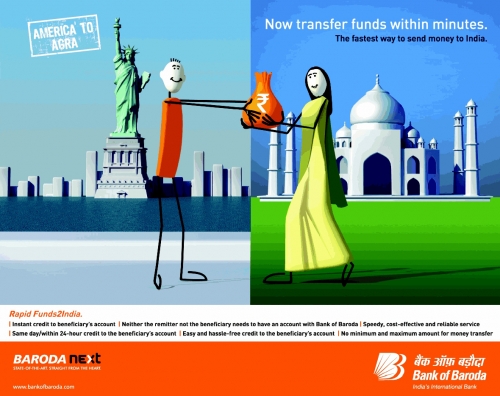 AMERICA TO
AGRA
Now transfer funds within minutes.
The fastest way to send money to India.
₹
Rapid Funds2India.
| Instant credit to beneficiary's account | Neither the remitter not the beneficiary needs to have an account with Bank of Baroda | Speedy, cost-effective and reliable service
| Same day/within 24-hour credit to the beneficiary's account | Easy and hassle-free credit to the beneficiary's account | No minimum and maximum amount for money transfer
BARODA next
STATE-OF-THE-ART, STRAIGHT FROM THE HEART
www.bankofbaroda.com
बैंक ऑफ़ बड़ौदा
Bank of Baroda
India's International Bank